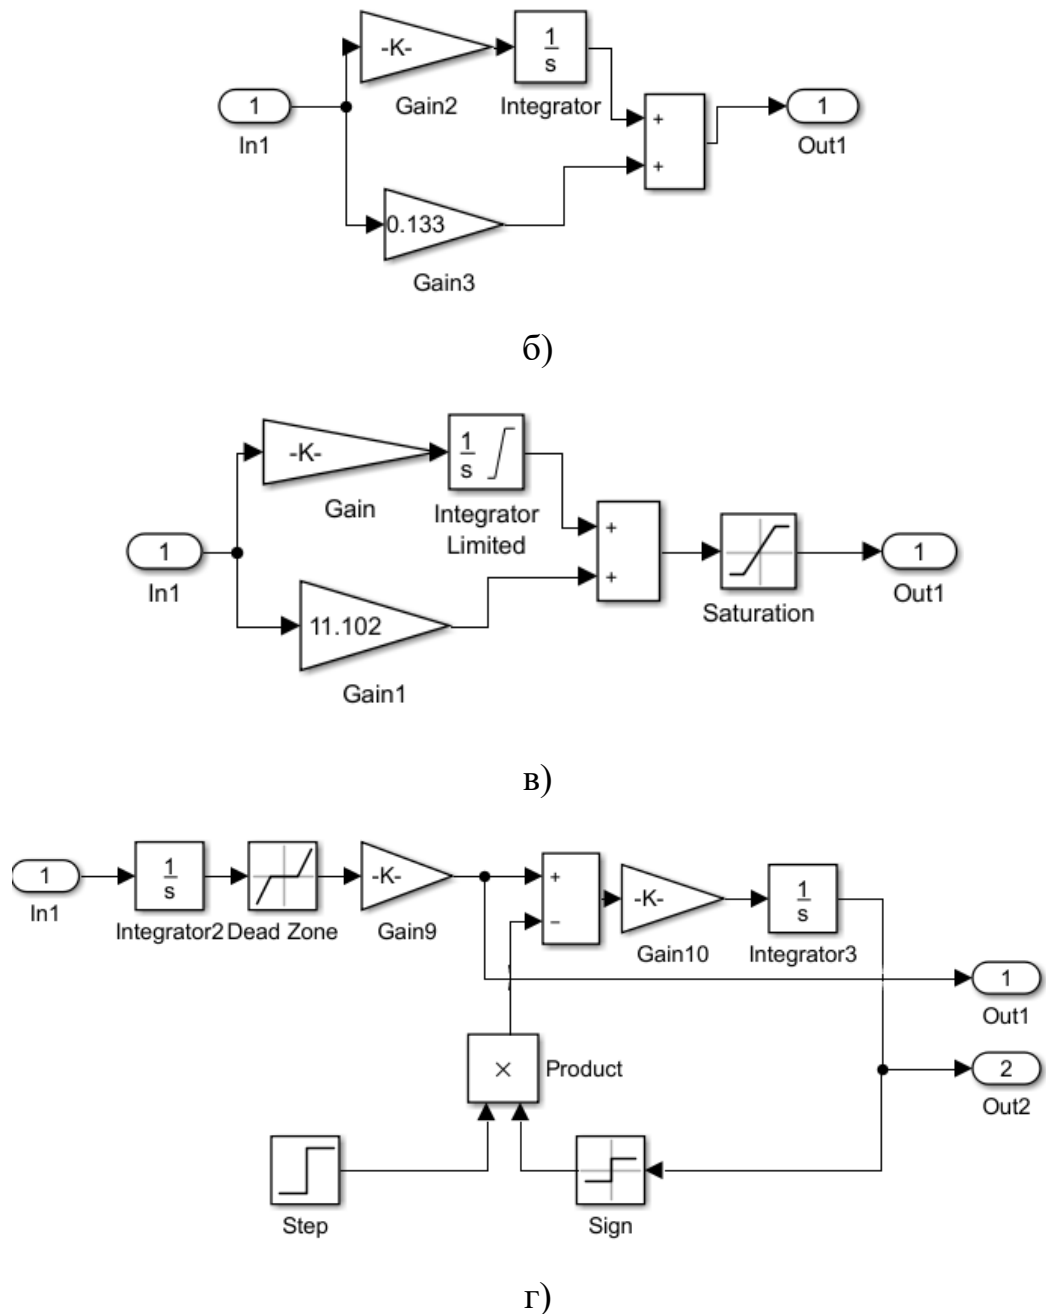 -K-
1
s
Gain2
Integrator
1
In1
+
+
1
Out1
0.133
Gain3
б)
-K-
1
s
Gain
Integrator
Limited
1
In1
+
+
Saturation
1
Out1
11.102
Gain1
в)
1
In1
1
s
Integrator2
Dead Zone
-K-
Gain9
+
−
-K-
Gain10
1
s
Integrator3
1
Out1
×
Product
2
Out2
Step
Sign
г)